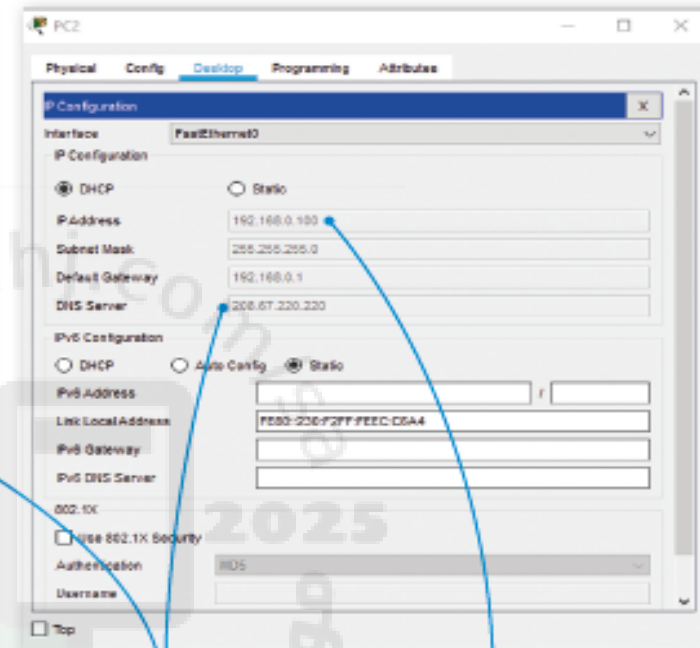 PC2
Physical Config Desktop Programming Attributes
IP Configuration X
Interface FastEthernet0
IP Configuration
DHCP Static
IP Address 192.168.0.100
Subnet Mask 255.255.255.0
Default Gateway 192.168.0.1
DNS Server 208.67.220.220
IPv6 Configuration
DHCP Auto Config Static
IPv6 Address /
Link Local Address FE80::230:F2FF:FEEC:C6A4
IPv6 Gateway
IPv6 DNS Server
802.1X
Use 802.1X Security
Authentication MD5
Username
Top
2025